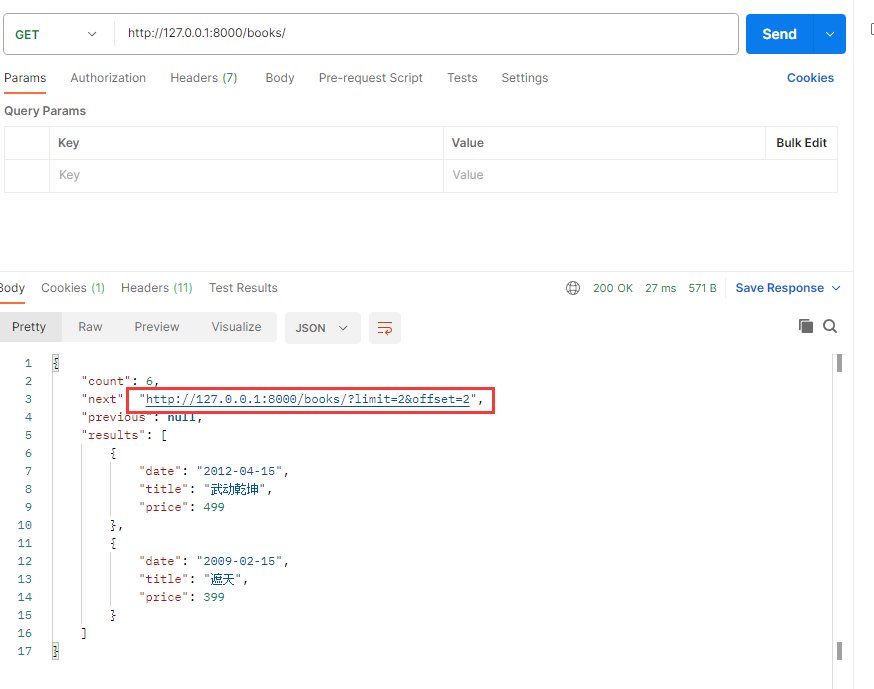 GET http://127.0.0.1:8000/books/ Send
Params Authorization Headers (7) Body Pre-request Script Tests Settings Cookies
Query Params
Key Value Bulk Edit
Key Value
Body Cookies (1) Headers (11) Test Results 200 OK 27 ms 571 B Save Response
Pretty Raw Preview Visualize JSON
1 {
2 "count": 6,
3 "next" "http://127.0.0.1:8000/books/?limit=2&offset=2",
4 "previous": null,
5 "results": [
6 {
7 "date": "2012-04-15",
8 "title": "武动乾坤",
9 "price": 499
10 },
11 {
12 "date": "2009-02-15",
13 "title": "遮天",
14 "price": 399
15 }
16 ]
17 }